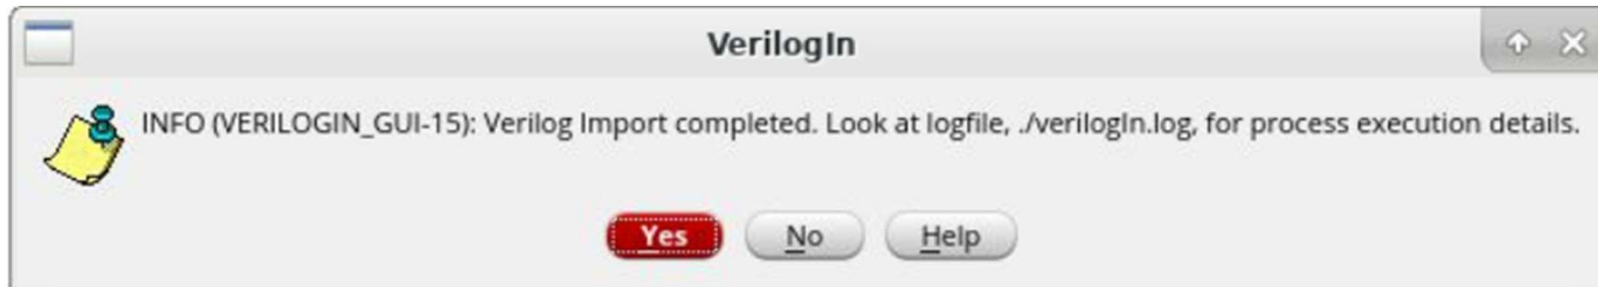 VerilogIn
INFO (VERILOGIN_GUI-15): Verilog Import completed. Look at logfile, ./verilogIn.log, for process execution details.
Yes No Help